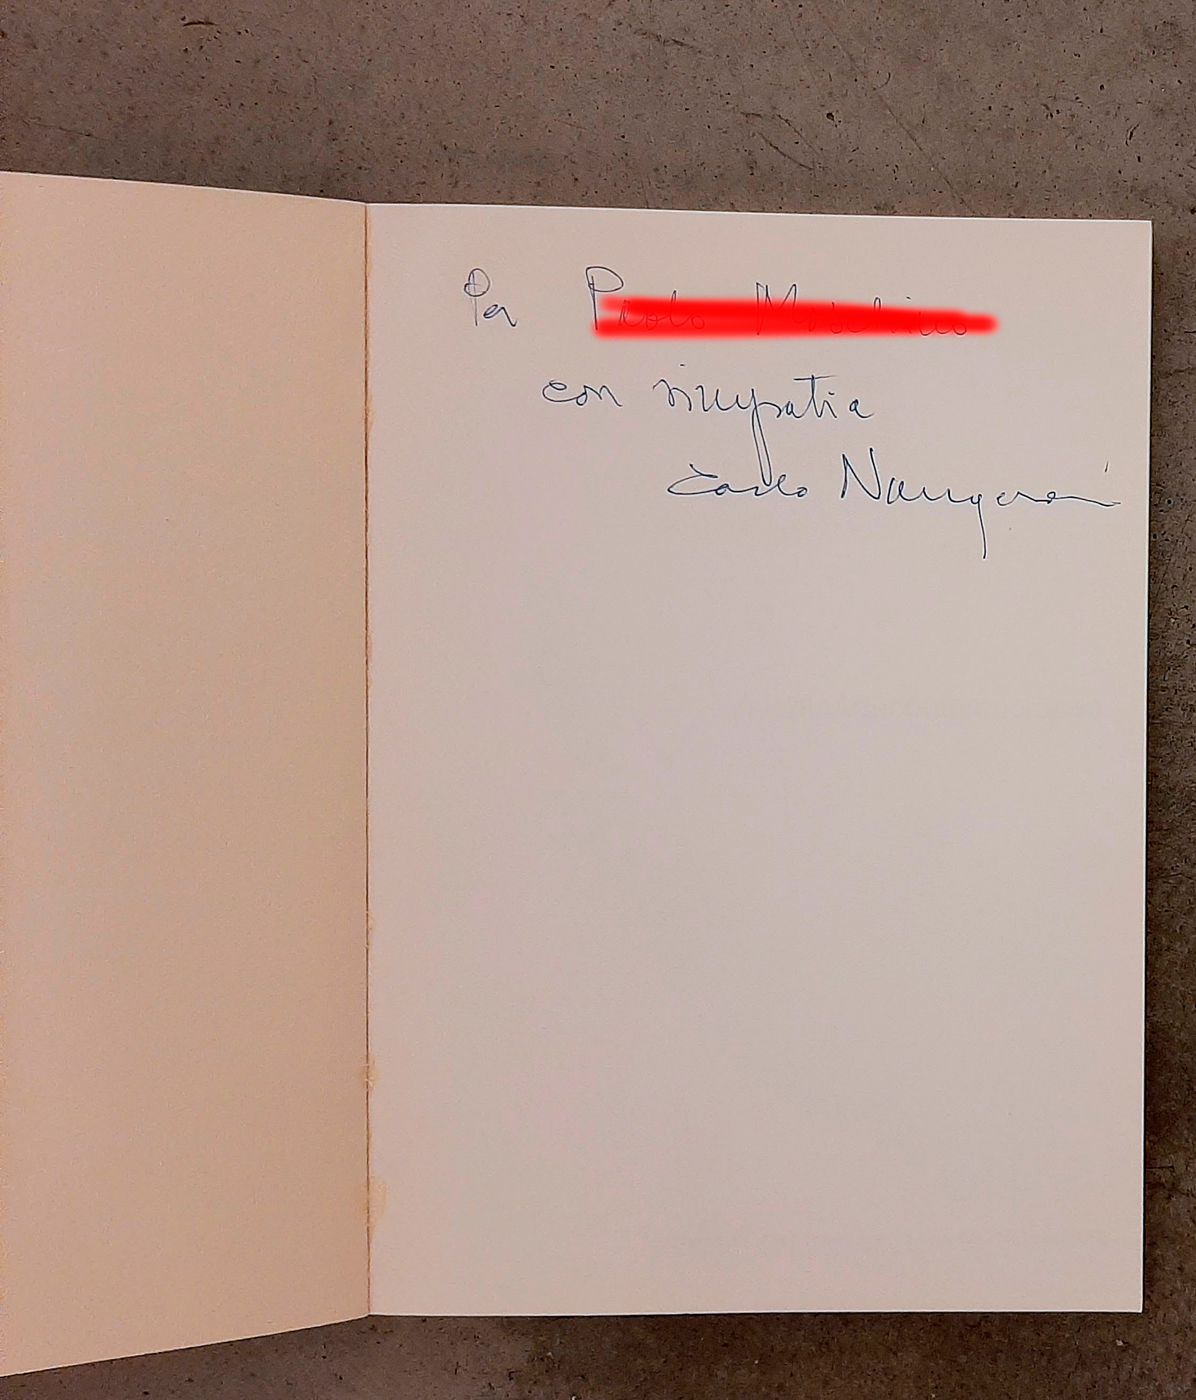 Per
con simpatia
Carlo Nangeroni